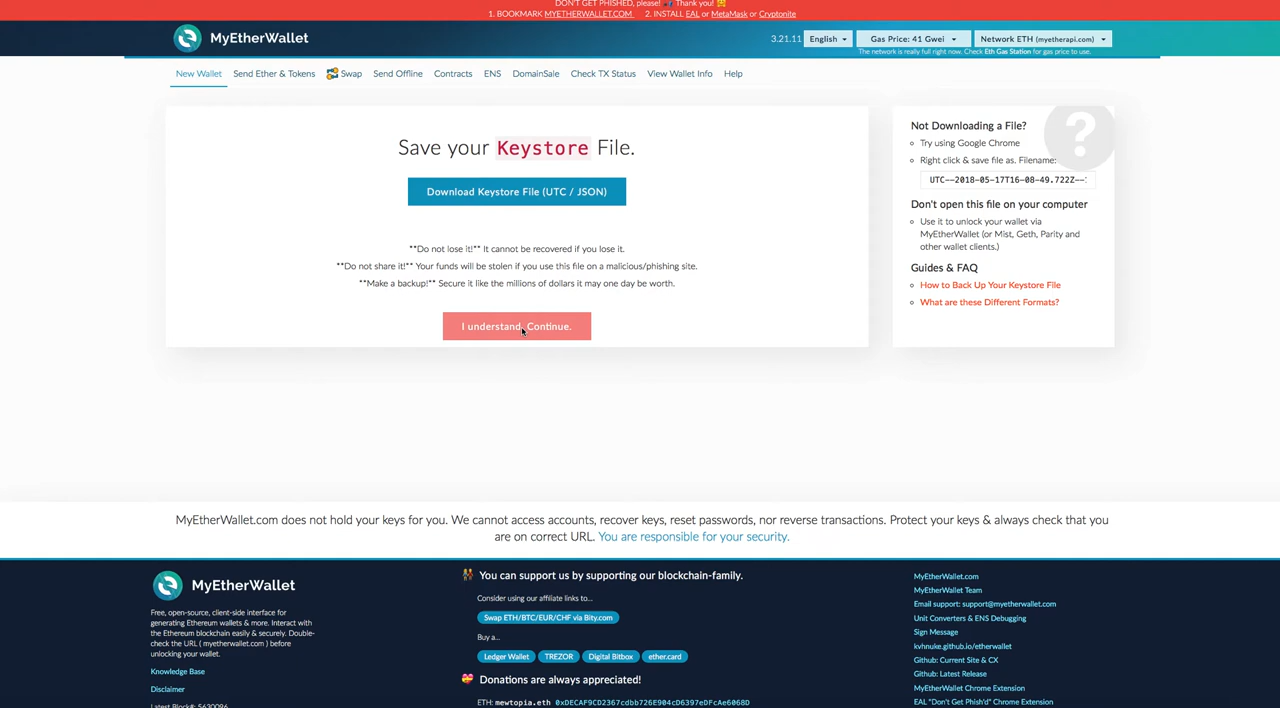 DON'T GET PHISHED, please! Thank you!
1. BOOKMARK MYETHERWALLET.COM 2. INSTALL EAL or MetaMask or Cryptonite
MyEtherWallet
3.21.11 English Gas Price: 41 Gwei Network ETH (myetherapi.com)
The network is really full right now. Check Eth Gas Station for gas price to use.
New Wallet Send Ether & Tokens Swap Send Offline Contracts ENS DomainSale Check TX Status View Wallet Info Help
Save your Keystore File.
Download Keystore File (UTC / JSON)
**Do not lose it!** It cannot be recovered if you lose it.
**Do not share it!** Your funds will be stolen if you use this file on a malicious/phishing site.
**Make a backup!** Secure it like the millions of dollars it may one day be worth.
I understand. Continue.
Not Downloading a File?
Try using Google Chrome
Right click & save file as. Filename:
UTC--2018-05-17T16-08-49.722Z--
Don't open this file on your computer
Use it to unlock your wallet via
MyEtherWallet (or Mist, Geth, Parity and
other wallet clients.)
Guides & FAQ
How to Back Up Your Keystore File
What are these Different Formats?
?
MyEtherWallet.com does not hold your keys for you. We cannot access accounts, recover keys, reset passwords, nor reverse transactions. Protect your keys & always check that you
are on correct URL. You are responsible for your security.
MyEtherWallet
Free, open-source, client-side interface for
generating Ethereum wallets & more. Interact with
the Ethereum blockchain easily & securely. Double-
check the URL ( myetherwallet.com ) before
unlocking your wallet.
Knowledge Base
Disclaimer
Latest Block#: 5630096
You can support us by supporting our blockchain-family.
Consider using our affiliate links to...
Swap ETH/BTC/EUR/CHF via Bity.com
Buy a...
Ledger Wallet TREZOR Digital Bitbox ether.card
Donations are always appreciated!
ETH: mewtopia.eth 0xDECAF9CD2367cdbb726E904cD6397eDFcAe6068D
MyEtherWallet.com
MyEtherWallet Team
Email support: support@myetherwallet.com
Unit Converters & ENS Debugging
Sign Message
kvhnuke.github.io/etherwallet
Github: Current Site & CX
Github: Latest Release
MyEtherWallet Chrome Extension
EAL "Don't Get Phish'd" Chrome Extension